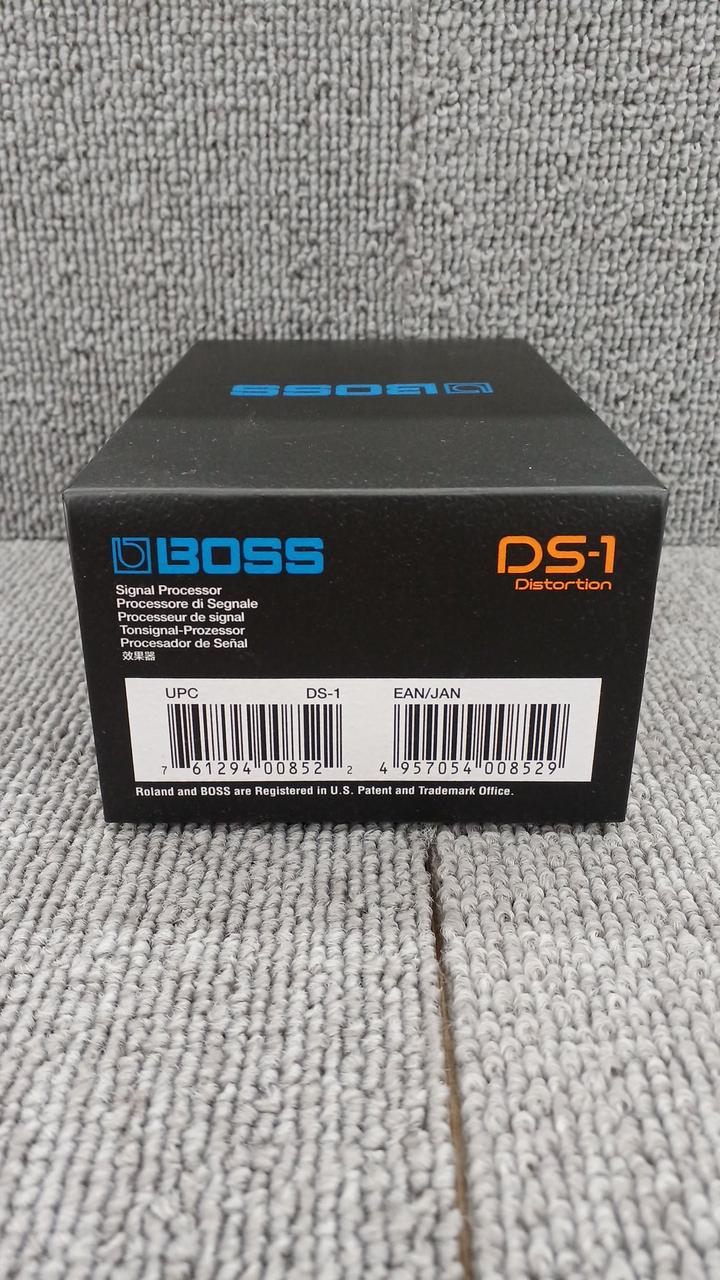 BOSS
BOSS
DS-1
Distortion
Signal Processor
Processore di Segnale
Processeur de signal
Tonsignal-Prozessor
Procesador de Señal
效果器
UPC DS-1 EAN/JAN
7 61294 00852 2 4 957054 008529
Roland and BOSS are Registered in U.S. Patent and Trademark Office.